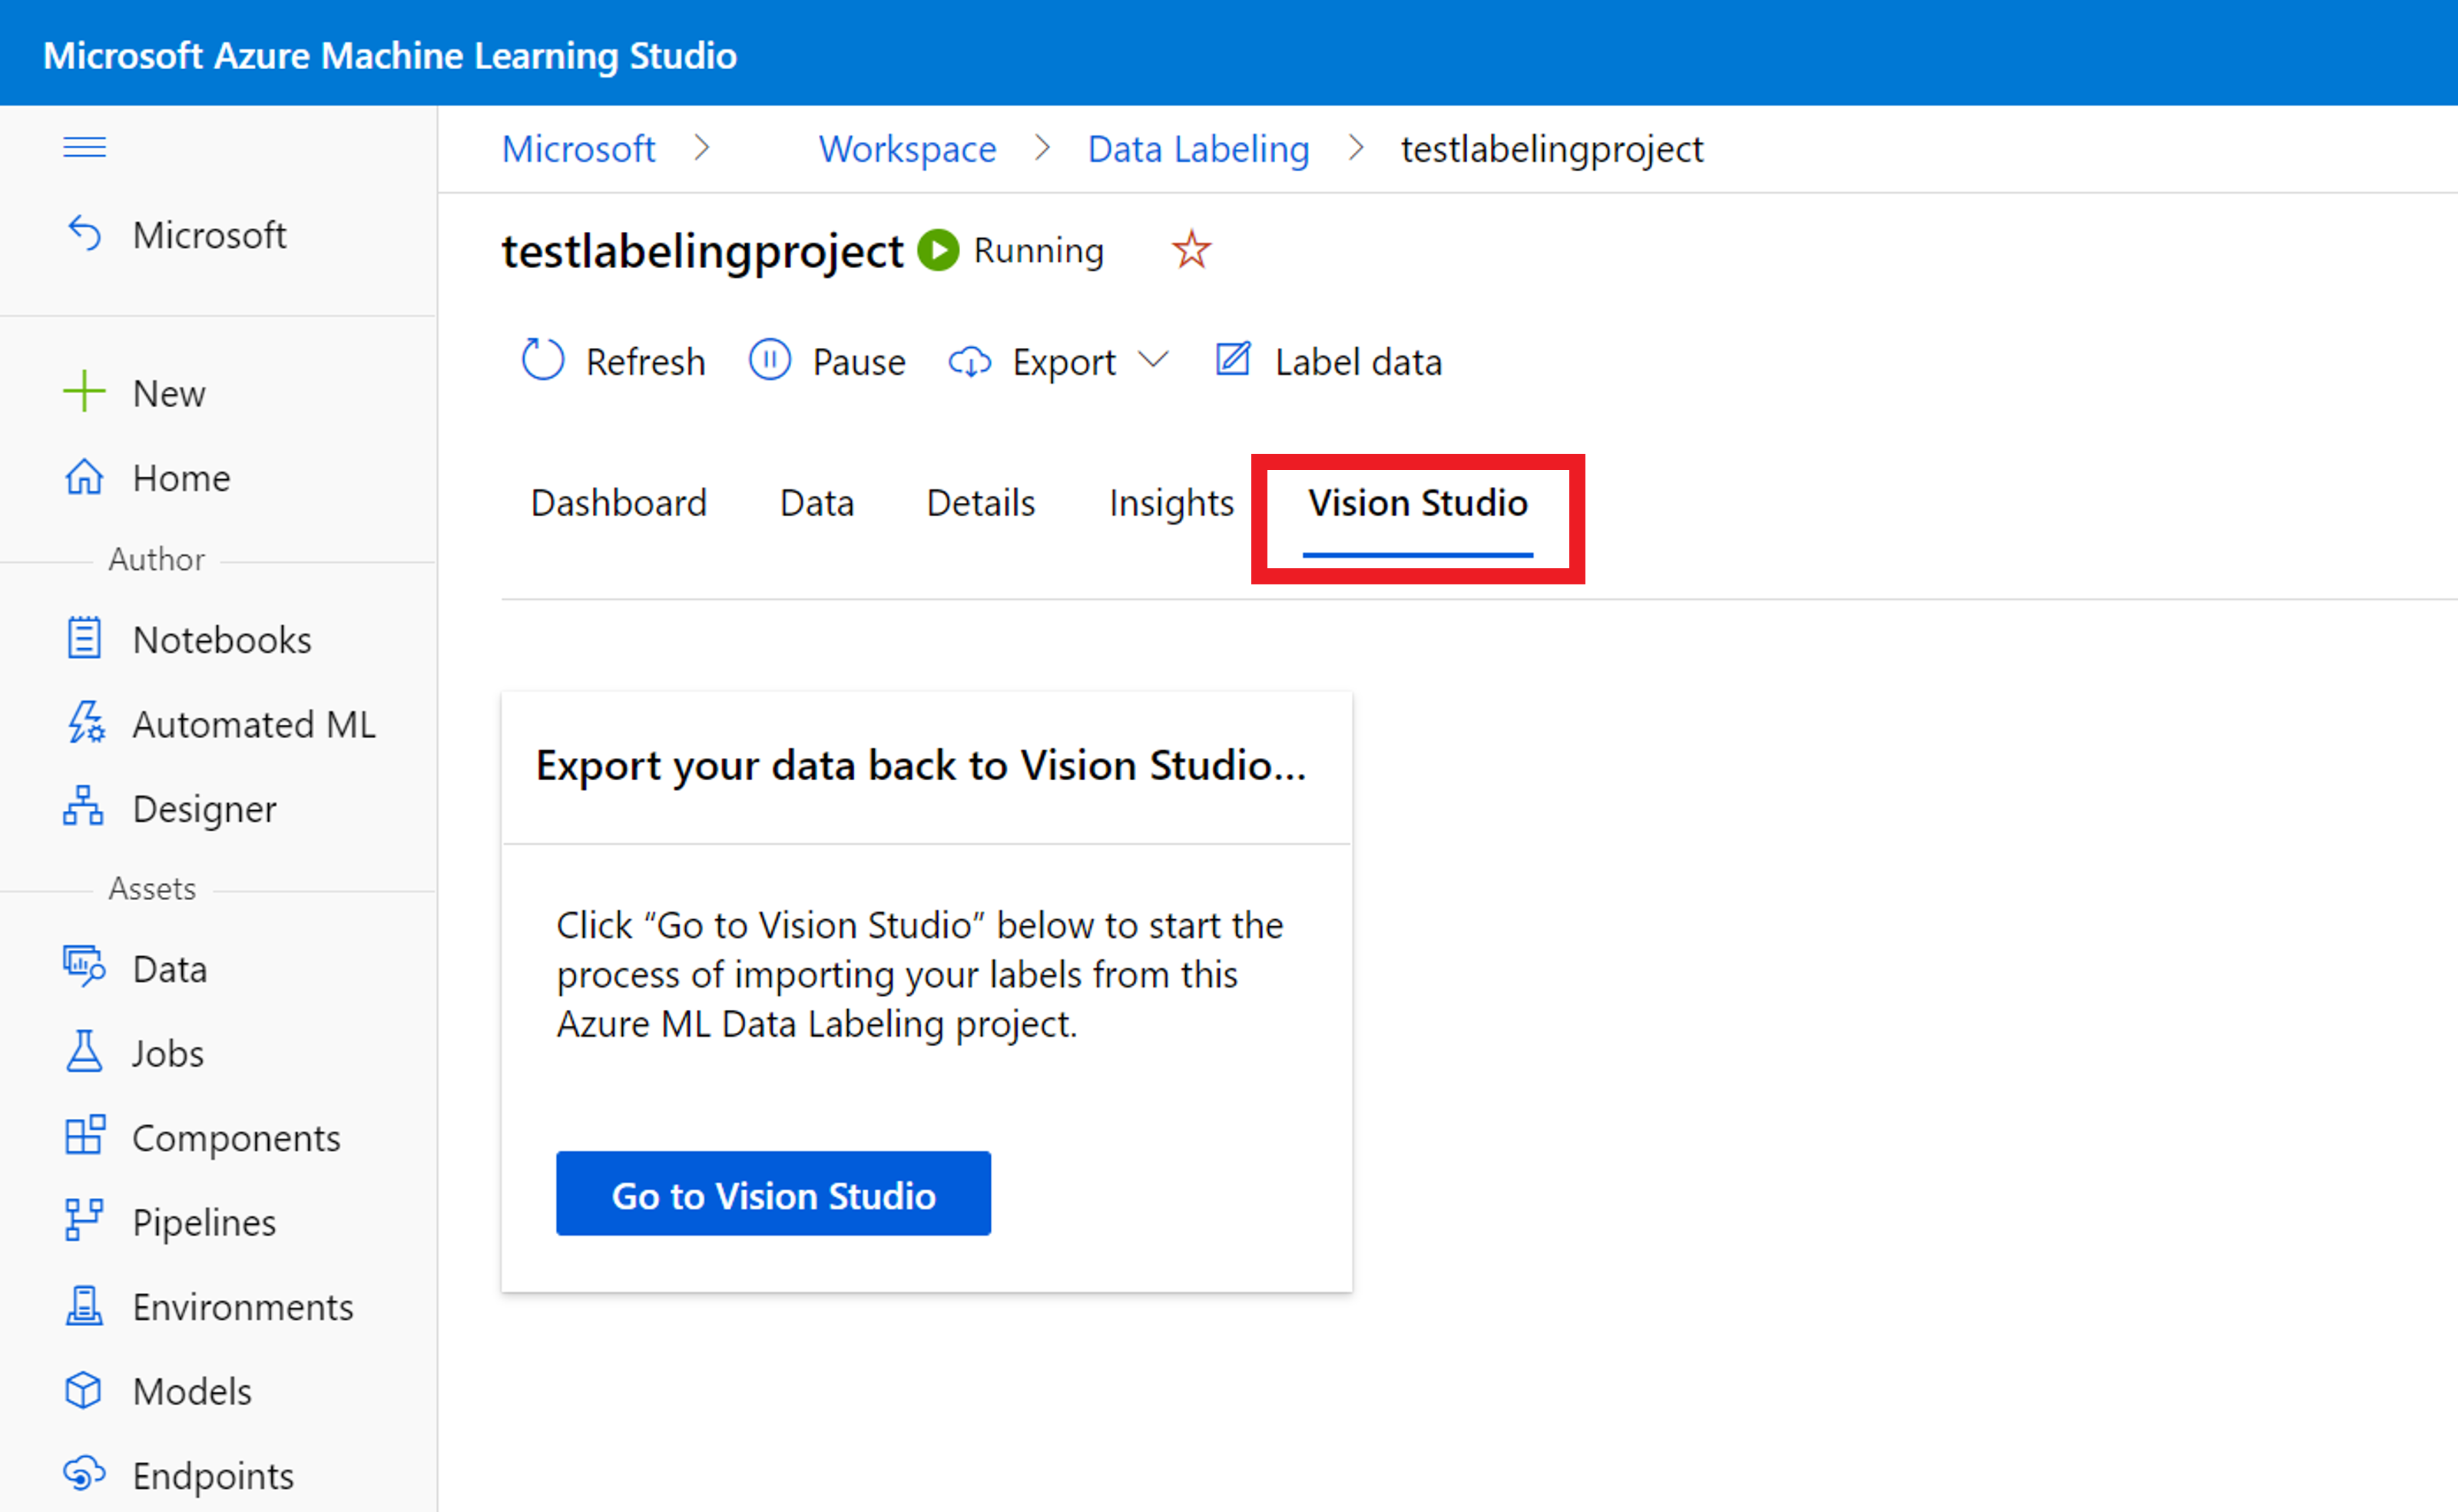 Microsoft Azure Machine Learning Studio
Microsoft
New
Home
Author
Notebooks
Automated ML
Designer
Assets
Data
Jobs
Components
Pipelines
Environments
Models
Endpoints
Microsoft > Workspace > Data Labeling > testlabelingproject
testlabelingproject Running
Refresh Pause Export Label data
Dashboard Data Details Insights Vision Studio
Export your data back to Vision Studio...
Click “Go to Vision Studio” below to start the
process of importing your labels from this
Azure ML Data Labeling project.
Go to Vision Studio